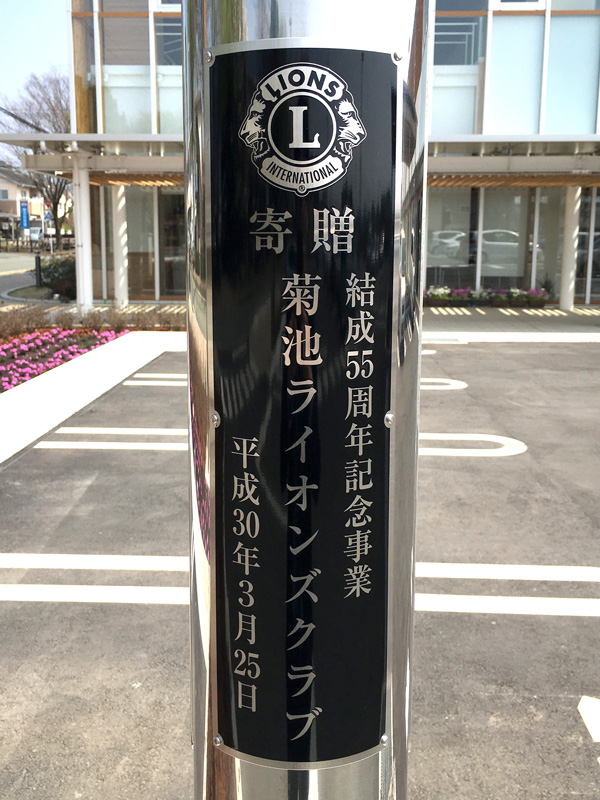 LIONS
L
INTERNATIONAL
®
寄贈
結成55周年記念事業
菊池ライオンズクラブ
平成30年3月25日